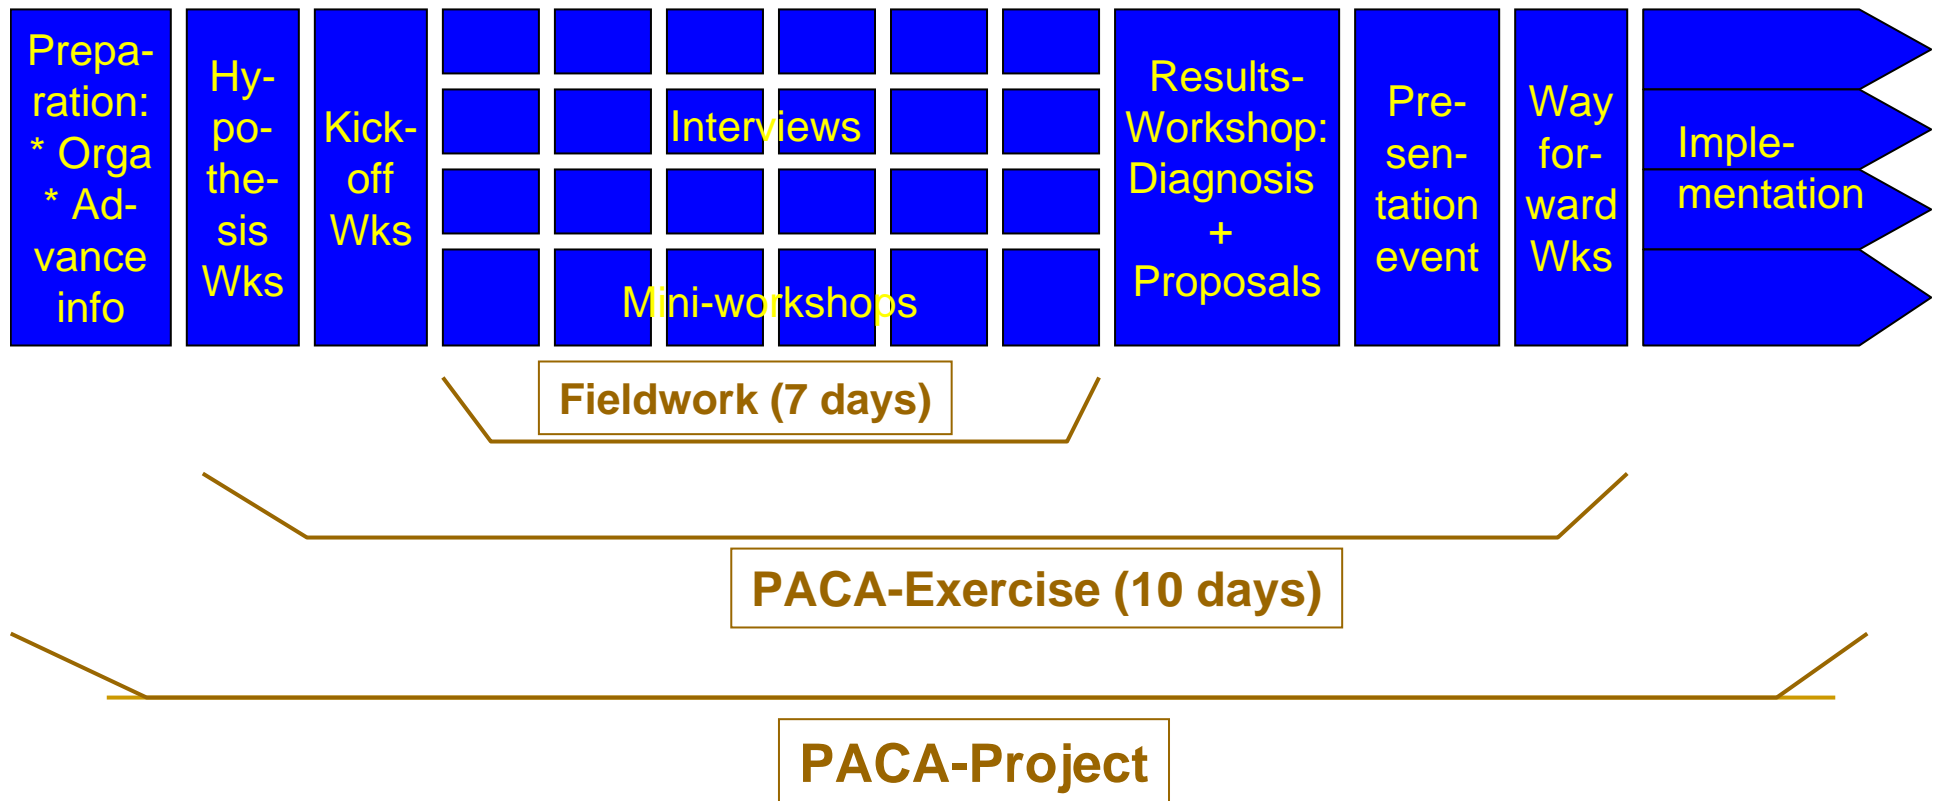 Prepa-
ration:
* Orga
* Ad-
vance
info
Hy-
po-
the-
sis
Wks
Kick-
off
Wks
Interviews
Mini-workshops
Results-
Workshop:
Diagnosis
+
Proposals
Pre-
sen-
tation
event
Way
for-
ward
Wks
Imple-
mentation
Fieldwork (7 days)
PACA-Exercise (10 days)
PACA-Project